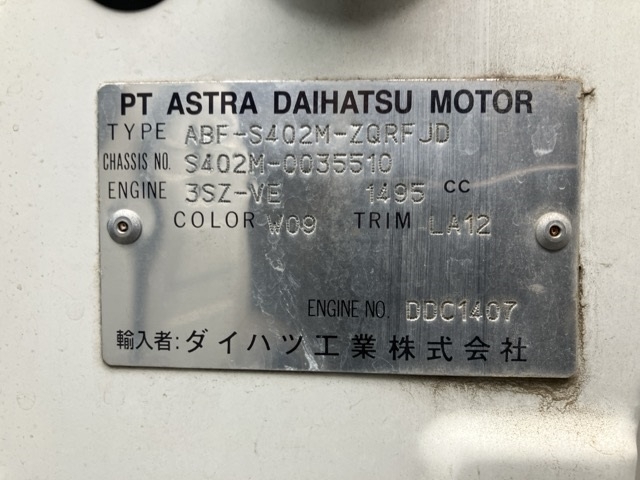 PT ASTRA DAIHATSU MOTOR
TYPE ABF-S402M-ZQRFJD
CHASSIS NO. S402M-0035510
ENGINE 3SZ-VE 1495 CC
COLOR W09 TRIM LA12
ENGINE NO. DDC1407
輸入者: ダイハツ工業株式会社